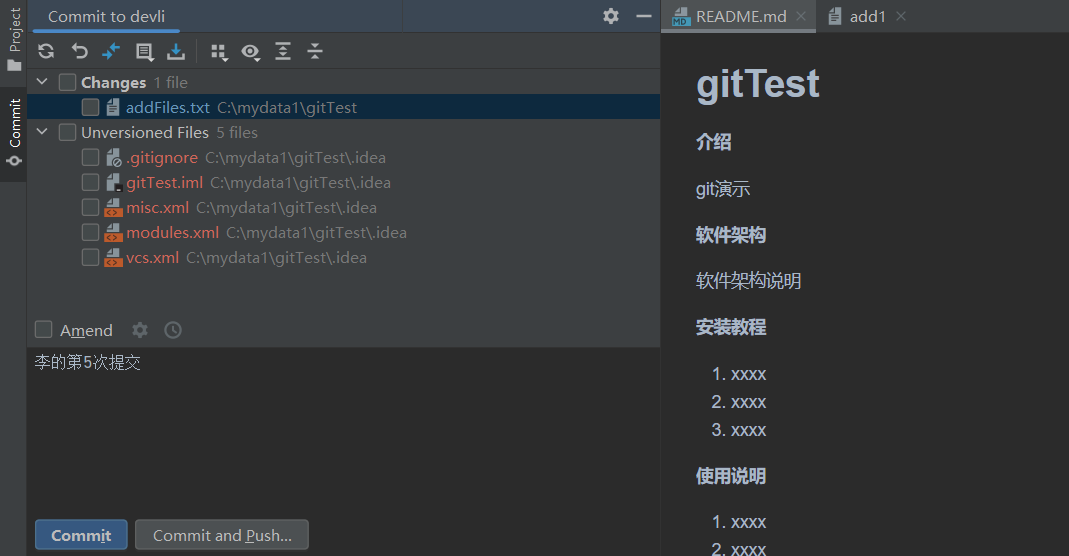 Project
Commit
Commit to devli
Changes 1 file
addFiles.txt C:\mydata1\gitTest
Unversioned Files 5 files
.gitignore C:\mydata1\gitTest\.idea
gitTest.iml C:\mydata1\gitTest\.idea
misc.xml C:\mydata1\gitTest\.idea
modules.xml C:\mydata1\gitTest\.idea
vcs.xml C:\mydata1\gitTest\.idea
Amend
李的第5次提交
Commit
Commit and Push...
MD README.md
add1
gitTest
介绍
git演示
软件架构
软件架构说明
安装教程
1. xxxx
2. xxxx
3. xxxx
使用说明
1. xxxx
2. xxxx